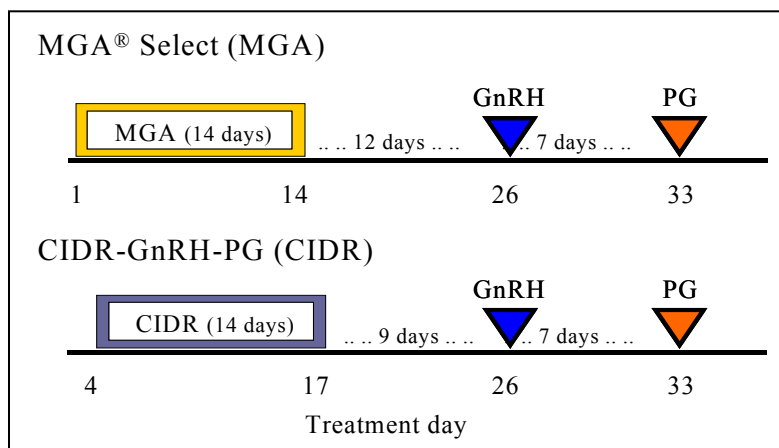 MGA® Select (MGA)
GnRH PG
MGA (14 days)
.. .. 12 days .. .. .. .. 7 days .. ..
1 14 26 33
CIDR-GnRH-PG (CIDR)
GnRH PG
CIDR (14 days)
.. .. 9 days .. .. .. .. 7 days .. ..
4 17 26 33
Treatment day